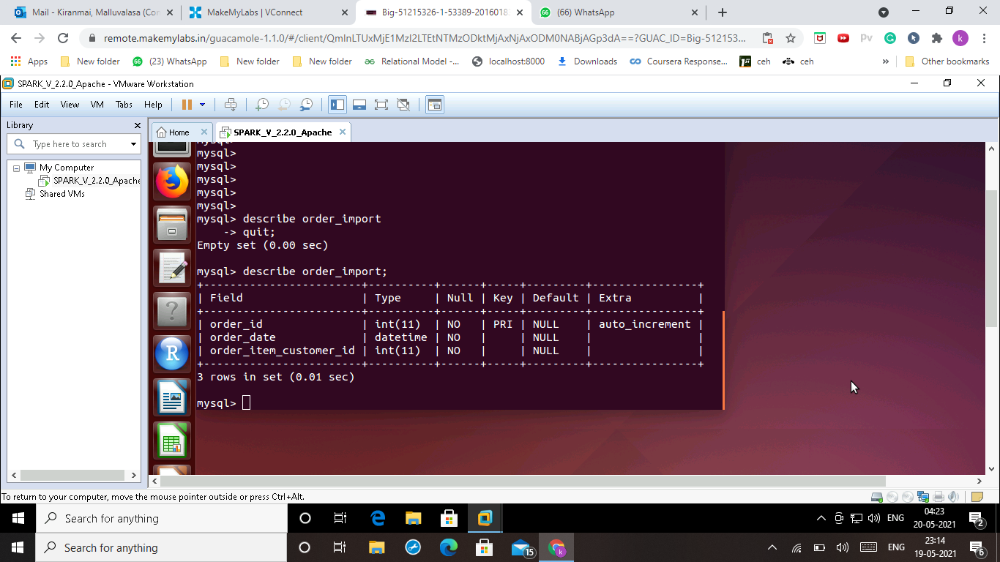 Mail - Kiranmai, Malluvalasa (Con
MakeMyLabs | VConnect
Big-51215326-1-53389-2016018
(66) WhatsApp
remote.makemylabs.in/guacamole-1.1.0/#/client/QmlnLTUxMjE1MzI2LTEtNTMzODktMjAxNjAxODM0NABjAGp3dA==?GUAC_ID=Big-512153...
Apps
New folder
(23) WhatsApp
New folder
New folder
Relational Model -...
localhost:8000
Downloads
Coursera Response...
ceh
ceh
»
Other bookmarks
SPARK_V_2.2.0_Apache - VMware Workstation
File Edit View VM Tabs Help
Library
Home
SPARK_V_2.2.0_Apache
Type here to search
My Computer
SPARK_V_2.2.0_Apache
Shared VMs
mysql>
mysql>
mysql>
mysql>
mysql>
mysql>
mysql> describe order_import
-> quit;
Empty set (0.00 sec)
mysql> describe order_import;
+------------------------+----------+------+-----+---------+----------------+
| Field | Type | Null | Key | Default | Extra |
+------------------------+----------+------+-----+---------+----------------+
| order_id | int(11) | NO | PRI | NULL | auto_increment |
| order_date | datetime | NO | | NULL | |
| order_item_customer_id | int(11) | NO | | NULL | |
+------------------------+----------+------+-----+---------+----------------+
3 rows in set (0.01 sec)
mysql>
To return to your computer, move the mouse pointer outside or press Ctrl+Alt.
Search for anything
ENG
04:23
20-05-2021
2
Search for anything
15
ENG
23:14
19-05-2021
6